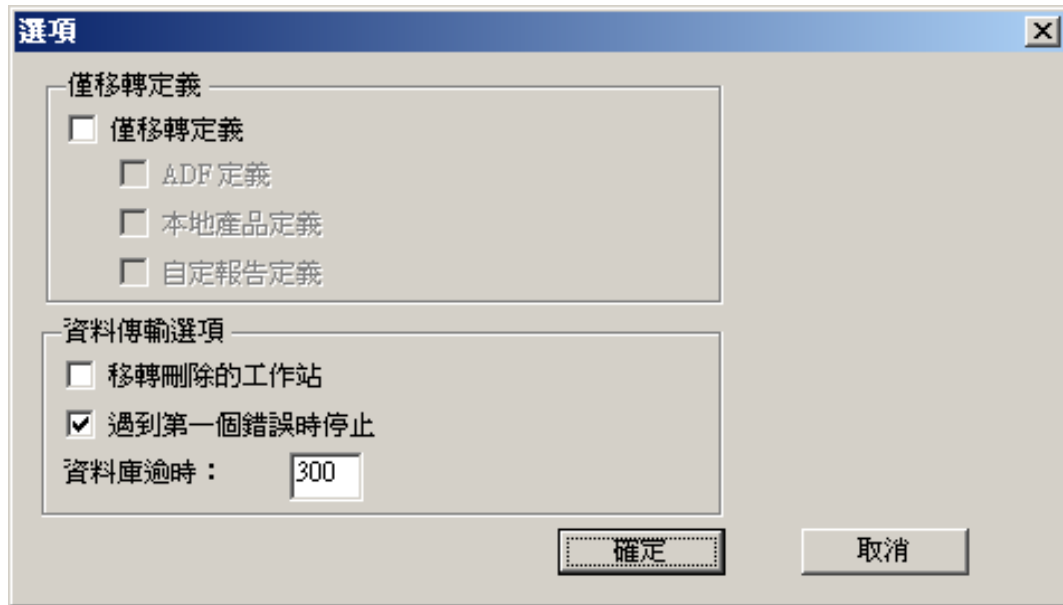 選項
僅移轉定義
僅移轉定義
ADF 定義
本地產品定義
自定報告定義
資料傳輸選項
移轉刪除的工作站
遇到第一個錯誤時停止
資料庫逾時： 300
確定 取消